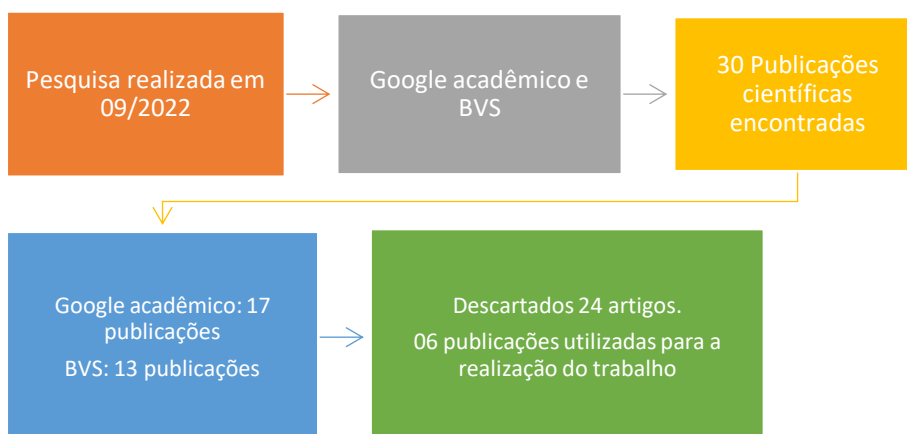 Pesquisa realizada em
09/2022
Google acadêmico e
BVS
30 Publicações
científicas
encontradas
Google acadêmico: 17
publicações
BVS: 13 publicações
Descartados 24 artigos.
06 publicações utilizadas para a
realização do trabalho